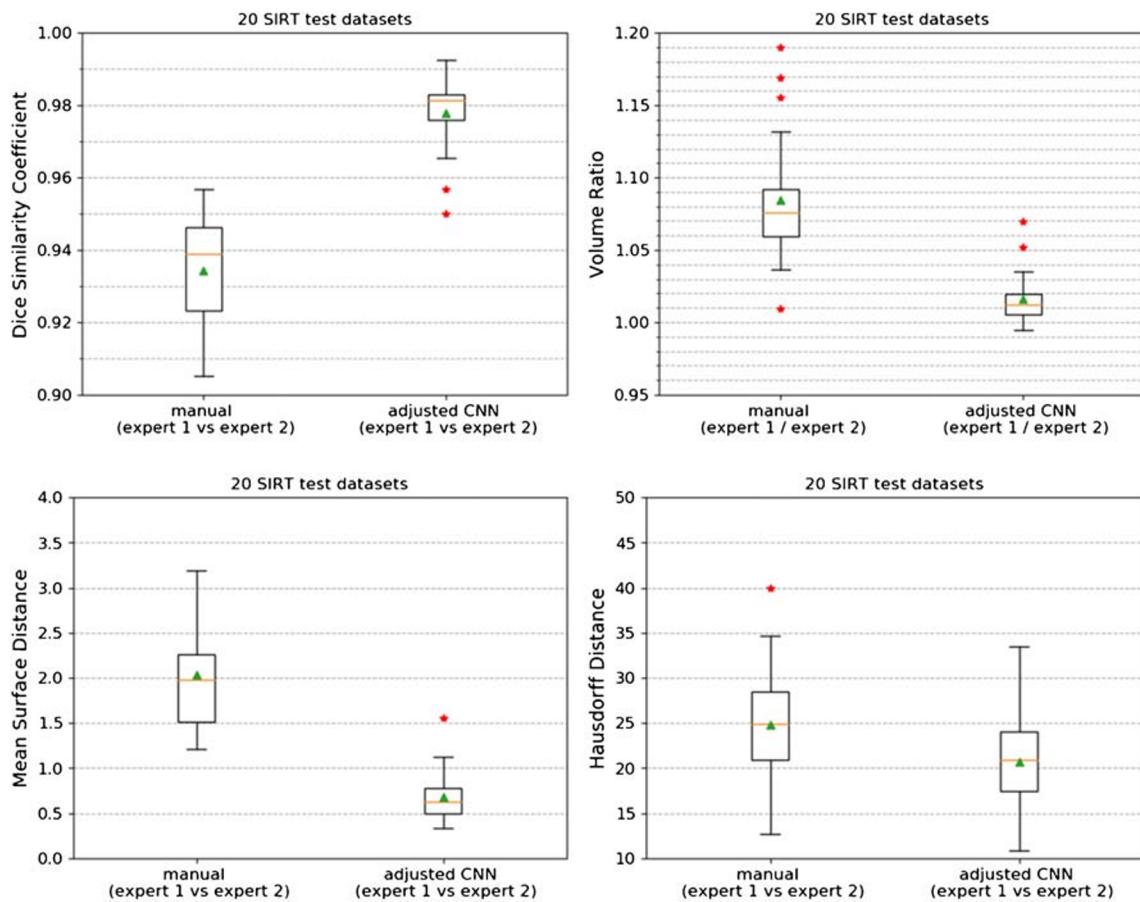 20 SIRT test datasets
Dice Similarity Coefficient
1.00
0.98
0.96
0.94
0.92
0.90
manual
(expert 1 vs expert 2)
adjusted CNN
(expert 1 vs expert 2)
20 SIRT test datasets
Volume Ratio
1.20
1.15
1.10
1.05
1.00
0.95
manual
(expert 1 / expert 2)
adjusted CNN
(expert 1 / expert 2)
20 SIRT test datasets
Mean Surface Distance
4.0
3.5
3.0
2.5
2.0
1.5
1.0
0.5
0.0
manual
(expert 1 vs expert 2)
adjusted CNN
(expert 1 vs expert 2)
20 SIRT test datasets
Hausdorff Distance
50
45
40
35
30
25
20
15
10
manual
(expert 1 vs expert 2)
adjusted CNN
(expert 1 vs expert 2)